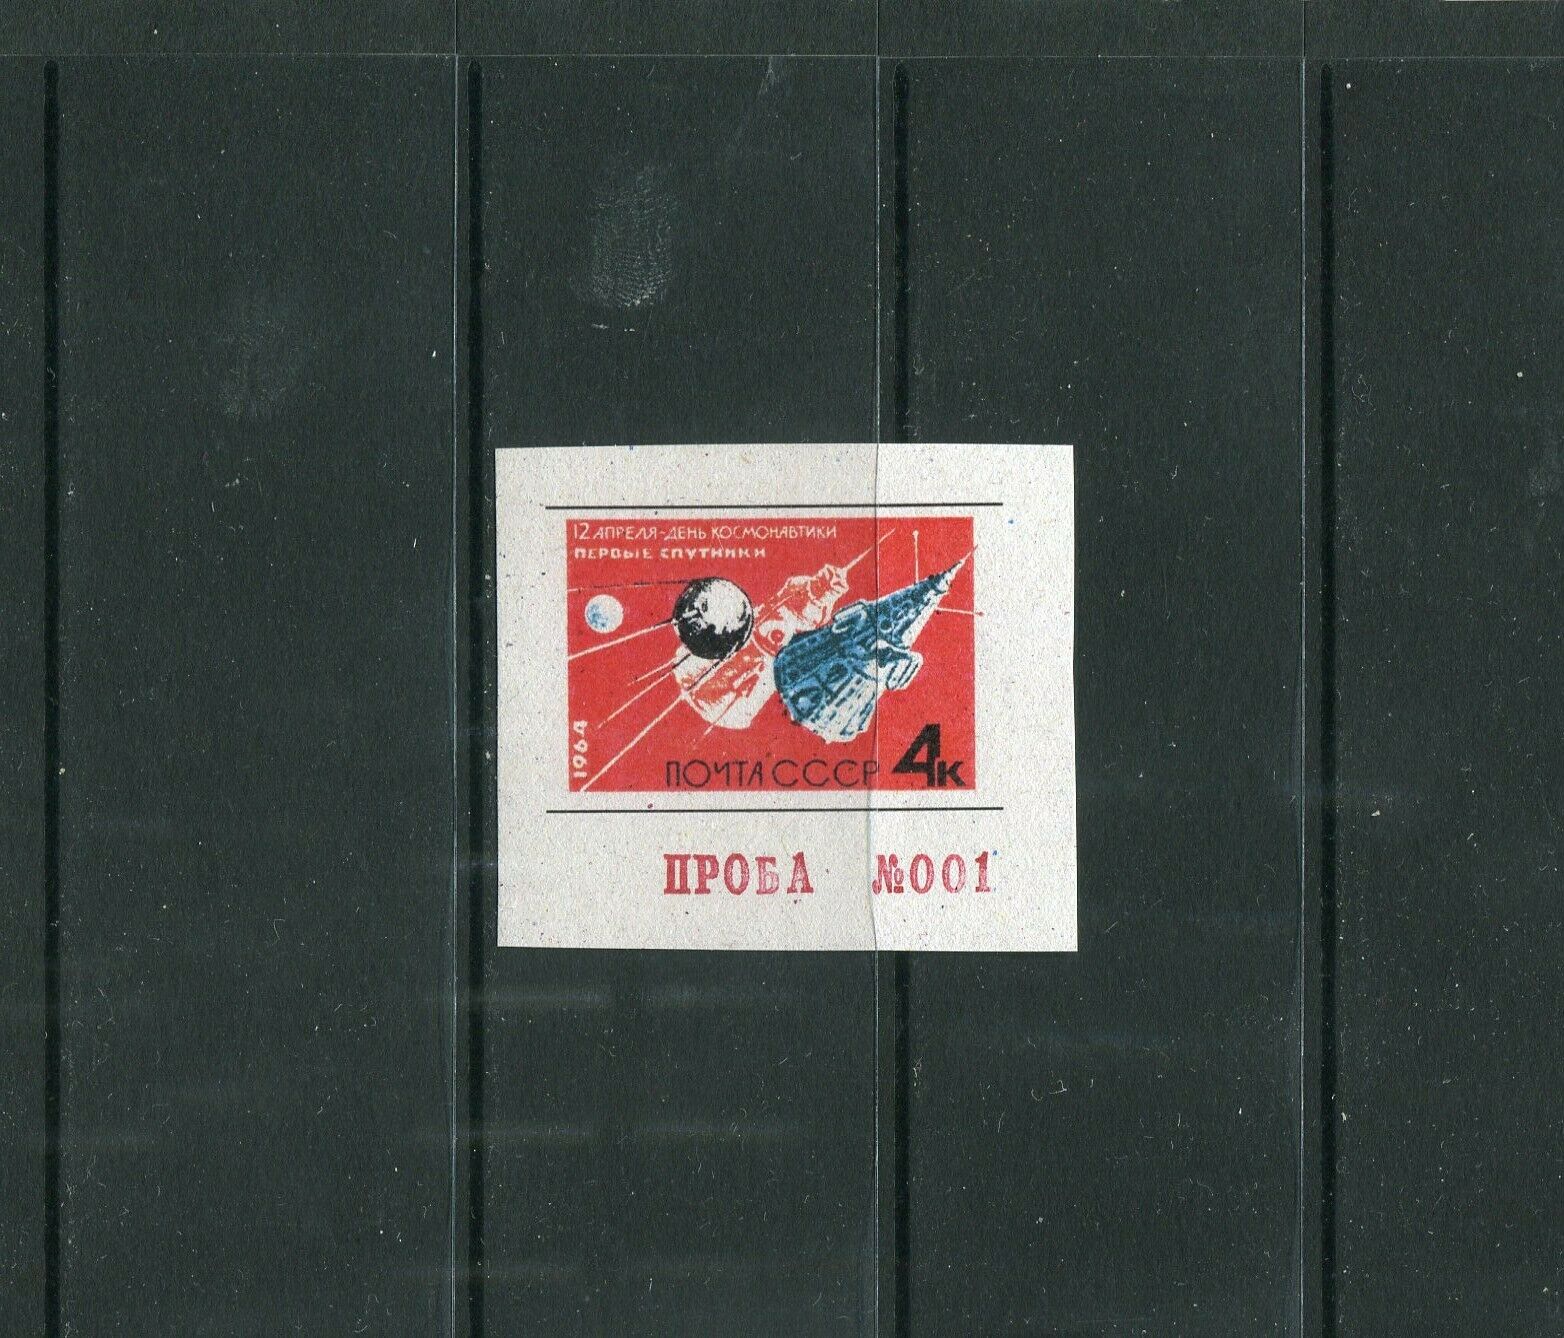 12 АПРЕЛЯ-ДЕНЬ КОСМОНАВТИКИ
ПЕРВЫЕ СПУТНИКИ
1964
ПОЧТА СССР 4к
ПРОБА №001